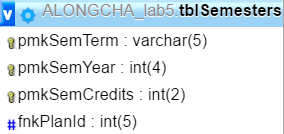 v ALONGCHA_lab5.tblSemesters
pmkSemTerm : varchar(5)
pmkSemYear : int(4)
pmkSemCredits : int(2)
# fnkPlanId : int(5)